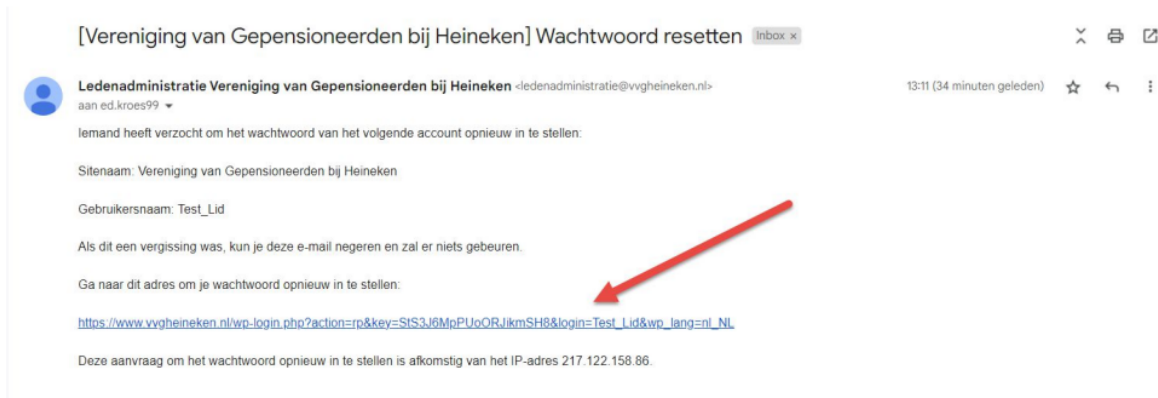 [Vereniging van Gepensioneerden bij Heineken] Wachtwoord resetten Inbox ×
Ledenadministratie Vereniging van Gepensioneerden bij Heineken <ledenadministratie@vvgheineken.nl> 13:11 (34 minuten geleden)
aan ed.kroes99
Iemand heeft verzocht om het wachtwoord van het volgende account opnieuw in te stellen:
Sitenaam: Vereniging van Gepensioneerden bij Heineken
Gebruikersnaam: Test_Lid
Als dit een vergissing was, kun je deze e-mail negeren en zal er niets gebeuren.
Ga naar dit adres om je wachtwoord opnieuw in te stellen:
https://www.vvgheineken.nl/wp-login.php?action=rp&key=StS3J6MpPUoORJikmSH8&login=Test_Lid&wp_lang=nl_NL
Deze aanvraag om het wachtwoord opnieuw in te stellen is afkomstig van het IP-adres 217.122.158.86.